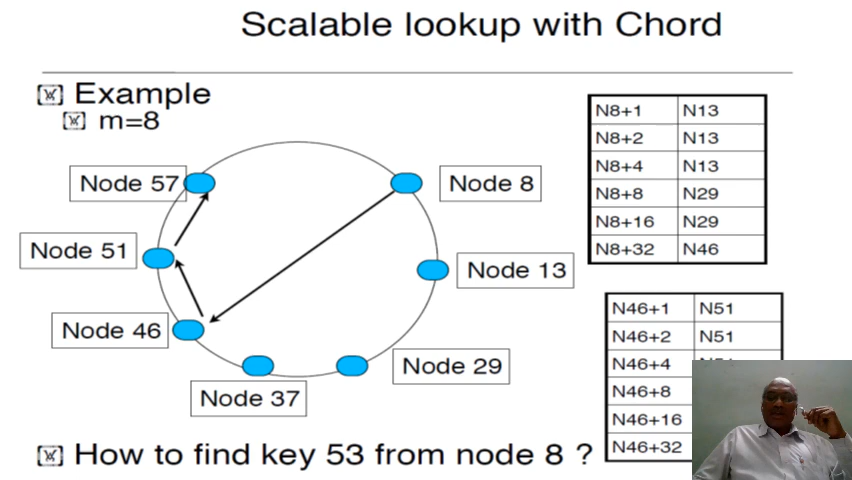 Scalable lookup with Chord
Example
m=8
Node 57
Node 8
Node 51
Node 13
Node 46
Node 29
Node 37
N8+1 N13
N8+2 N13
N8+4 N13
N8+8 N29
N8+16 N29
N8+32 N46
N46+1 N51
N46+2 N51
N46+4
N46+8
N46+16
N46+32
How to find key 53 from node 8 ?